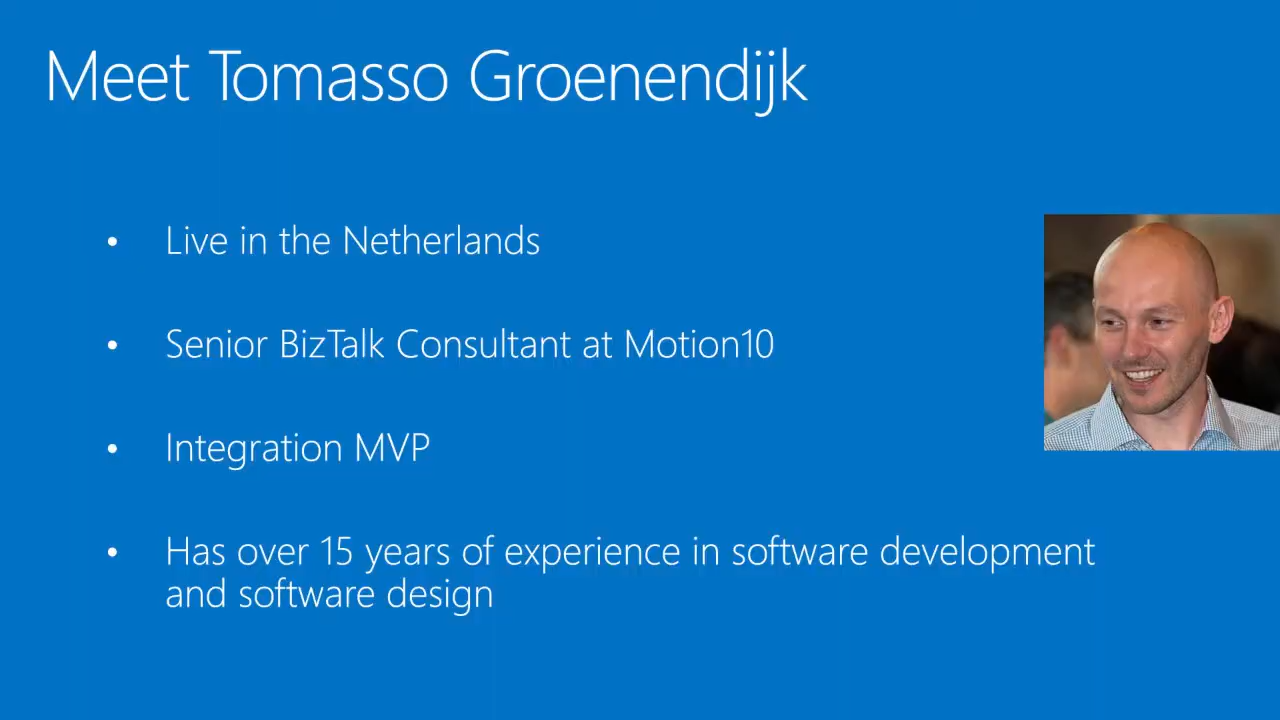 Meet Tomasso Groenendijk
• Live in the Netherlands
• Senior BizTalk Consultant at Motion10
• Integration MVP
• Has over 15 years of experience in software development
and software design